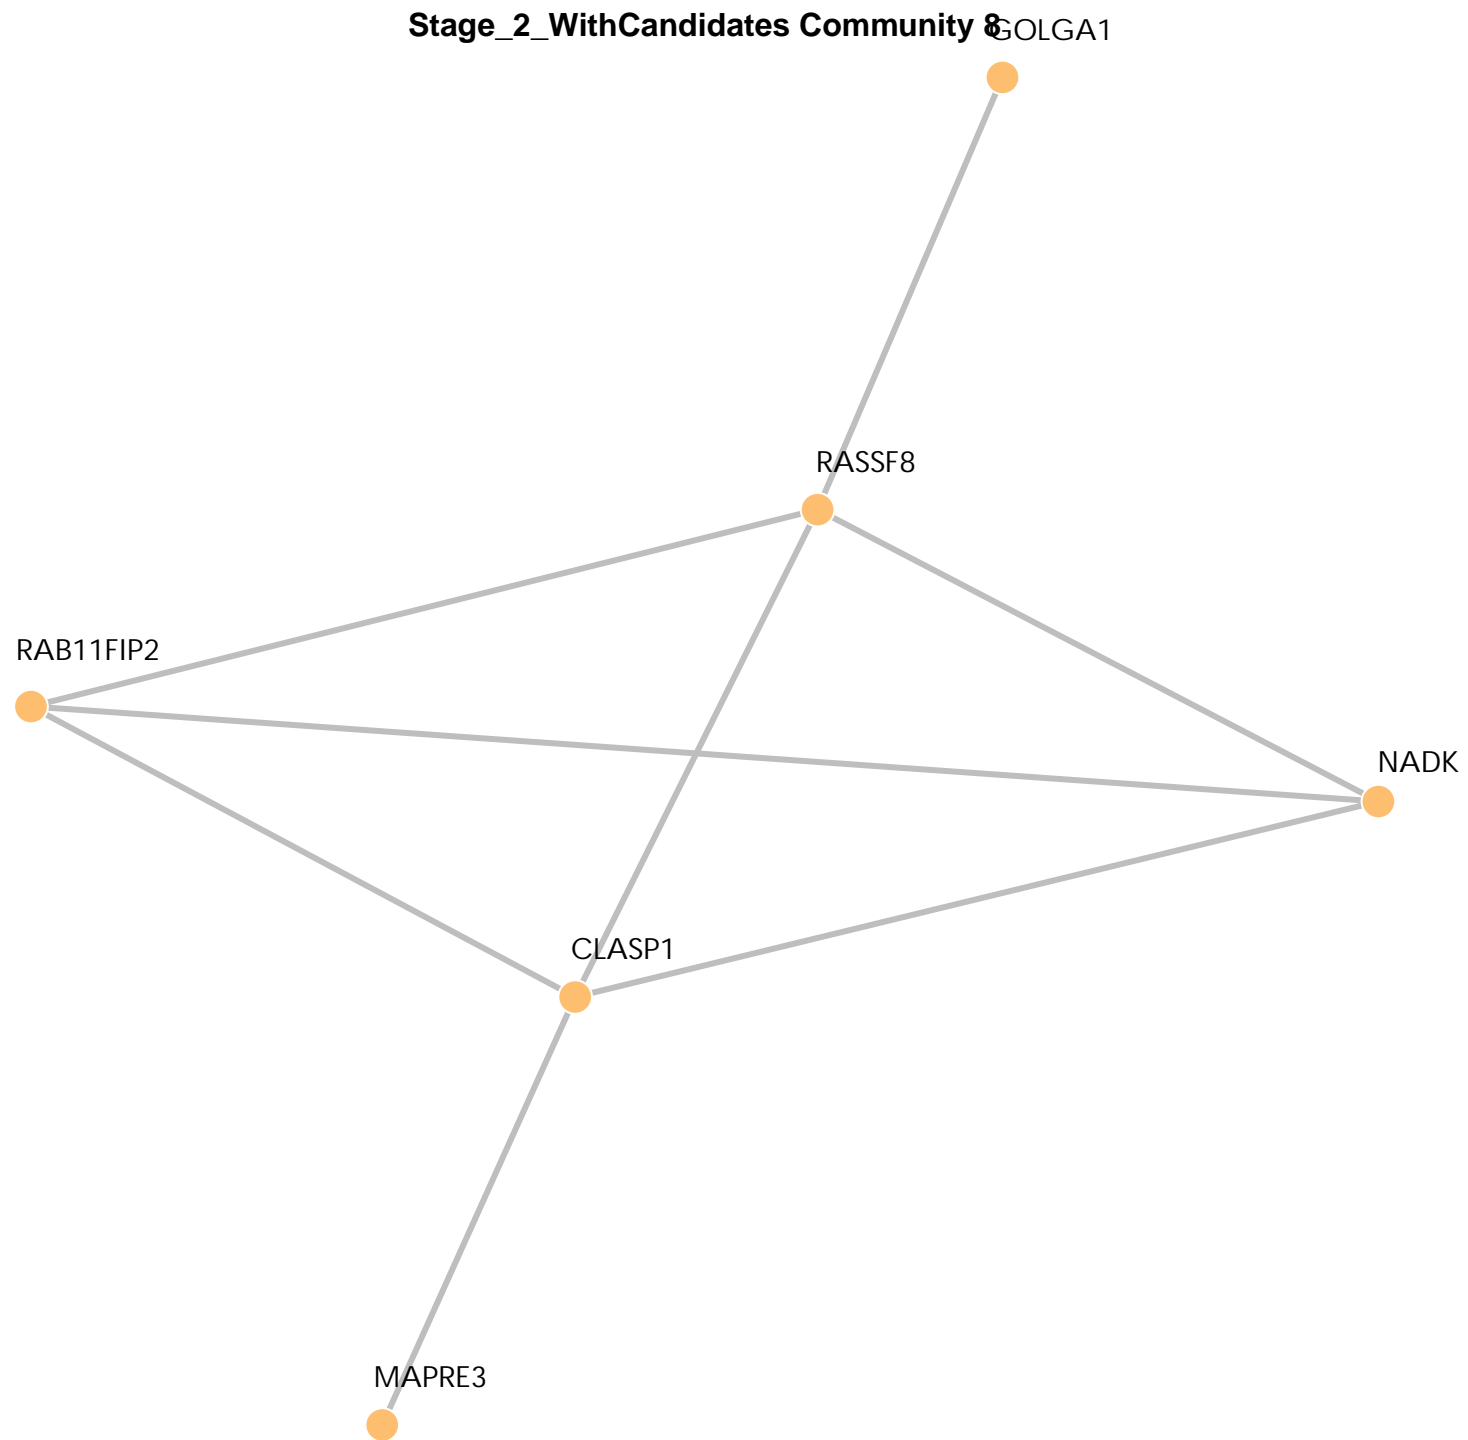 Stage_2_WithCandidates Community 8
GOLGA1
RASSF8
RAB11FIP2
NADK
CLASP1
MAPRE3